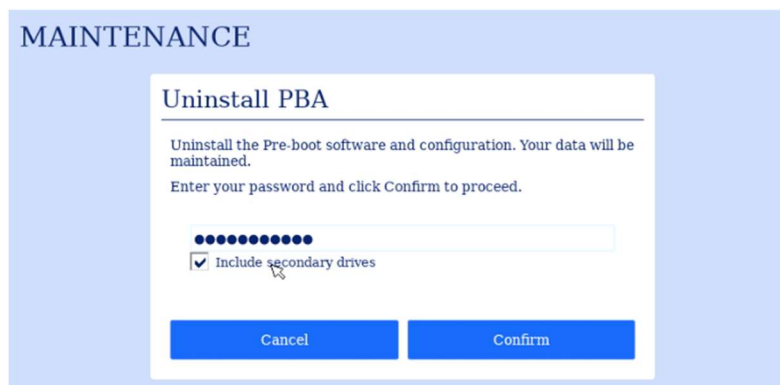 MAINTENANCE
Uninstall PBA
Uninstall the Pre-boot software and configuration. Your data will be
maintained.
Enter your password and click Confirm to proceed.
●●●●●●●●●●●
Include secondary drives
Cancel
Confirm